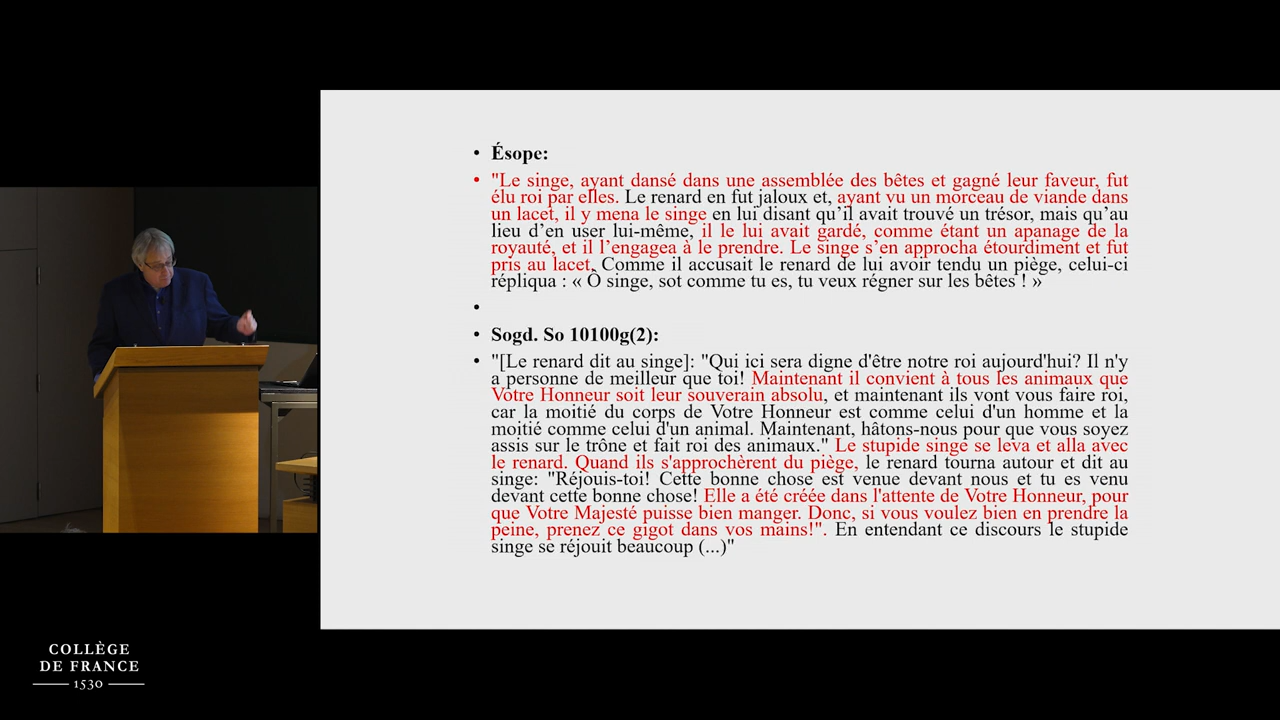 • Ésope:
• "Le singe, ayant dansé dans une assemblée des bêtes et gagné leur faveur, fut
élu roi par elles. Le renard en fut jaloux et, ayant vu un morceau de viande dans
un lacet, il y mena le singe en lui disant qu'il avait trouvé un trésor, mais qu'au
lieu d'en user lui-même, il le lui avait gardé, comme étant un apanage de la
royauté, et il l'engagea à le prendre. Le singe s'en approcha étourdiment et fut
pris au lacet. Comme il accusait le renard de lui avoir tendu un piège, celui-ci
répliqua : « Ô singe, sot comme tu es, tu veux régner sur les bêtes ! »
•
• Sogd. So 10100g(2):
• "[Le renard dit au singe]: "Qui ici sera digne d'être notre roi aujourd'hui? Il n'y
a personne de meilleur que toi! Maintenant il convient à tous les animaux que
Votre Honneur soit leur souverain absolu, et maintenant ils vont vous faire roi,
car la moitié du corps de Votre Honneur est comme celui d'un homme et la
moitié comme celui d'un animal. Maintenant, hâtons-nous pour que vous soyez
assis sur le trône et fait roi des animaux." Le stupide singe se leva et alla avec
le renard. Quand ils s'approchèrent du piège, le renard tourna autour et dit au
singe: "Réjouis-toi! Cette bonne chose est venue devant nous et tu es venu
devant cette bonne chose! Elle a été créée dans l'attente de Votre Honneur, pour
que Votre Majesté puisse bien manger. Donc, si vous voulez bien en prendre la
peine, prenez ce gigot dans vos mains!". En entendant ce discours le stupide
singe se réjouit beaucoup (...)"
COLLÈGE
DE FRANCE
1530